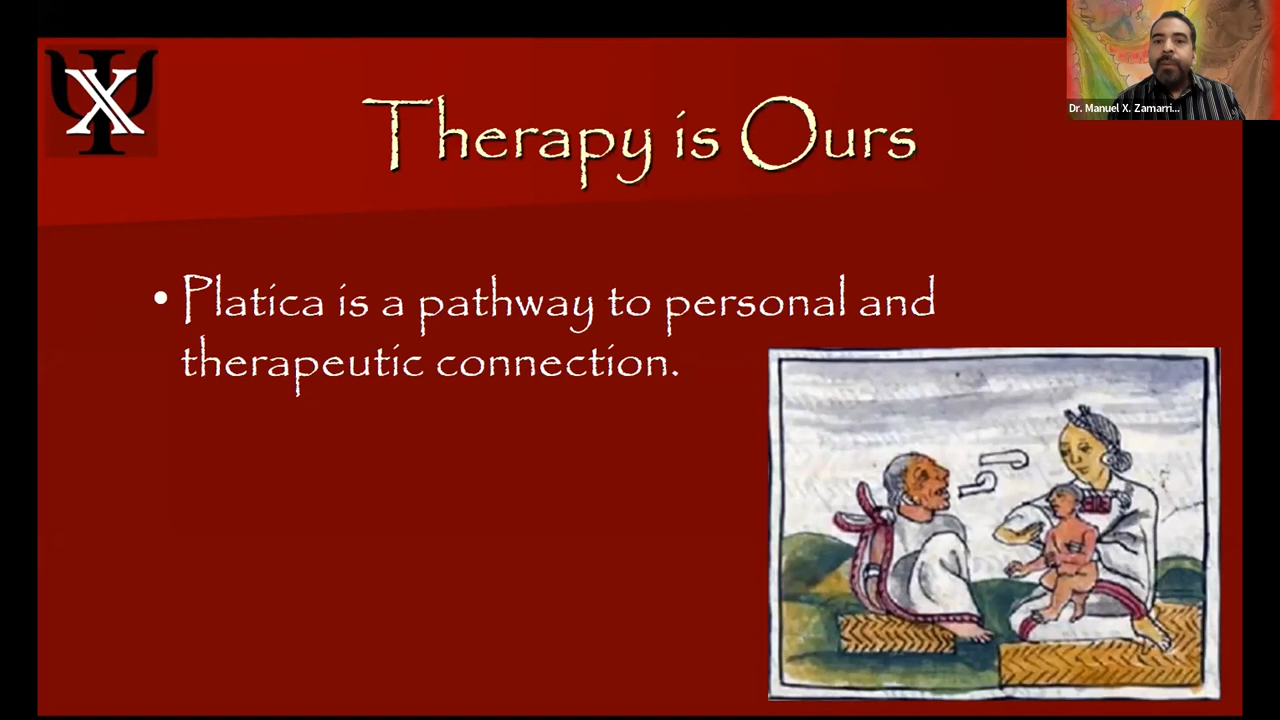 X
Therapy is Ours
Dr. Manuel X. Zamarri...
• Platica is a pathway to personal and
therapeutic connection.